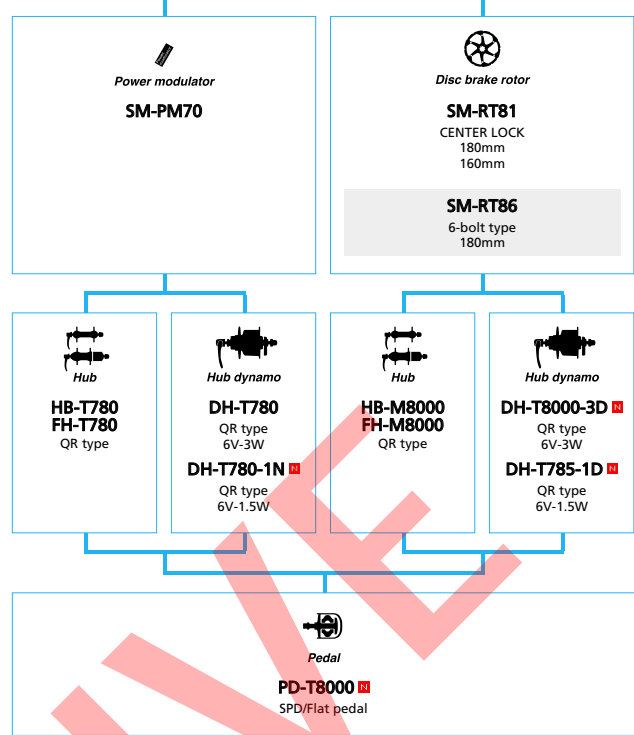 Power modulator
SM-PM70
Disc brake rotor
SM-RT81
CENTER LOCK
180mm
160mm
SM-RT86
6-bolt type
180mm
Hub
HB-T780
FH-T780
QR type
Hub dynamo
DH-T780
QR type
6V-3W
DH-T780-1N N
QR type
6V-1.5W
Hub
HB-M8000
FH-M8000
QR type
Hub dynamo
DH-T8000-3D N
QR type
6V-3W
DH-T785-1D N
QR type
6V-1.5W
Pedal
PD-T8000 N
SPD/Flat pedal
VE